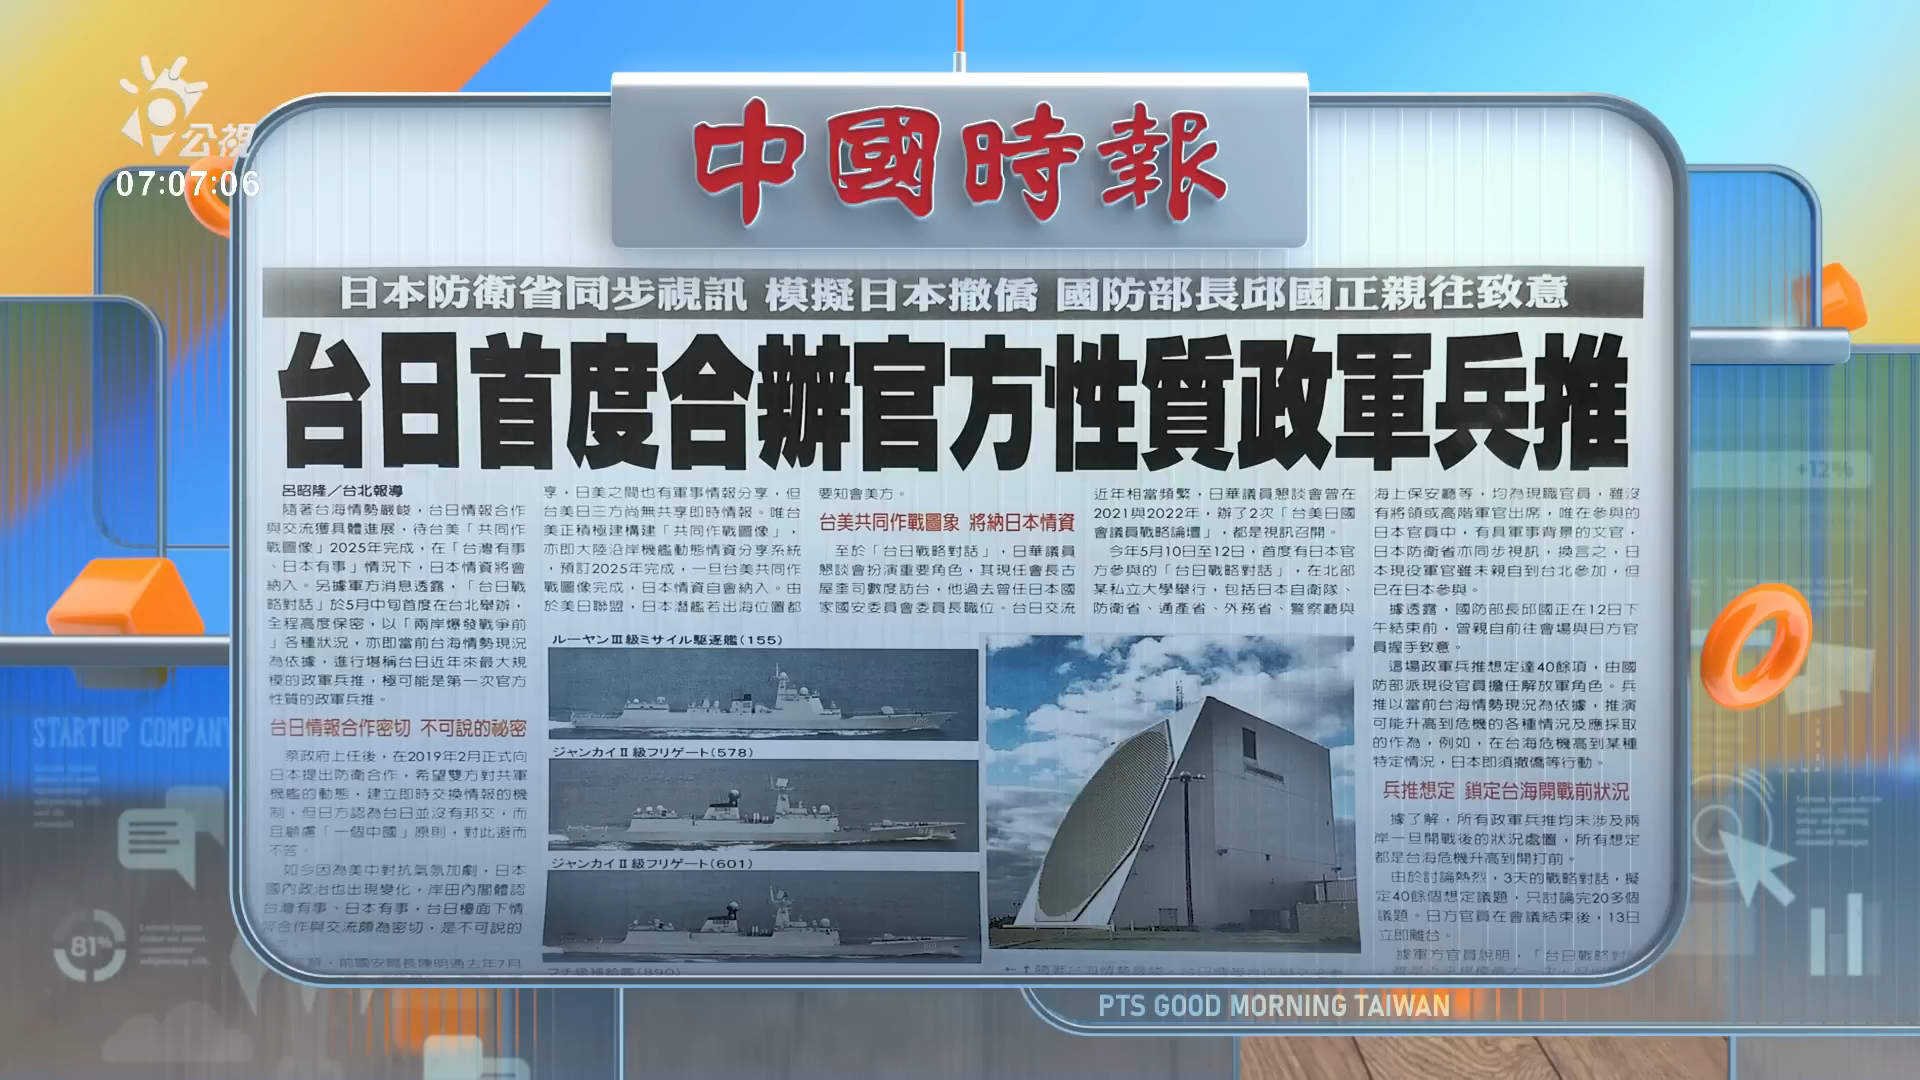 公視
07:07:06
中國時報
日本防衛省同步視訊 模擬日本撤僑 國防部長邱國正親往致意
台日首度合辦官方性質政軍兵推
呂昭隆／台北報導
隨著台海情勢嚴峻，台日情報合作
與交流獲具體進展，待台美「共同作
戰圖像」2025年完成，在「台灣有事
、日本有事」情況下，日本情資將會
納入。另據軍方消息透露，「台日戰
略對話」於5月中旬首度在台北舉辦，
全程高度保密，以「兩岸爆發戰爭前
」各種狀況，亦即當前台海情勢現況
為依據，進行堪稱台日近年來最大規
模的政軍兵推，極可能是第一次官方
性質的政軍兵推。
台日情報合作密切 不可說的祕密
蔡政府上任後，在2019年2月正式向
日本提出防衛合作，希望雙方對共軍
機艦的動態，建立即時交換情報的機
制，但日方認為台日並沒有邦交，而
且顧慮「一個中國」原則，對此避而
不答。
如今因為美中對抗氣氛加劇，日本
國內政治也出現變化，岸田內閣體認
台灣有事、日本有事，台日檯面下情
報合作與交流頗為密切，是不可說的
前國安局長陳明通去年7月
享，日美之間也有軍事情報分享，但
台美日三方尚無共享即時情報。唯台
美正積極建構建「共同作戰圖像」，
亦即大陸沿岸機艦動態情資分享系統
，預訂2025年完成，一旦台美共同作
戰圖像完成，日本情資自會納入。由
於美日聯盟，日本潛艦若出海位置都
要知會美方。
台美共同作戰圖象 將納日本情資
至於「台日戰略對話」，日華議員
懇談會扮演重要角色，其現任會長古
屋奎司數度訪台，他過去曾任日本國
家國安委員會委員長職位。台日交流
近年相當頻繁，日華議員懇談會曾在
2021與2022年，辦了2次「台美日國
會議員戰略論壇」，都是視訊召開。
今年5月10日至12日，首度有日本官
方參與的「台日戰略對話」，在北部
某私立大學舉行，包括日本自衛隊、
防衛省、通產省、外務省、警察廳與
海上保安廳等，均為現職官員，雖沒
有將領或高階軍官出席，唯在參與的
日本官員中，有具軍事背景的文官，
日本防衛省亦同步視訊，換言之，日
本現役軍官雖未親自到台北參加，但
已在日本參與。
據透露，國防部長邱國正在12日下
午結束前，曾親自前往會場與日方官
員握手致意。
這場政軍兵推想定達40餘項，由國
防部派現役官員擔任解放軍角色。兵
推以當前台海情勢現況為依據，推演
可能升高到危機的各種情況及應採取
的作為，例如，在台海危機高到某種
特定情況，日本即須撤僑等行動。
兵推想定 鎖定台海開戰前狀況
據了解，所有政軍兵推均未涉及兩
岸一旦開戰後的狀況處置，所有想定
都是台海危機升高到開打前。
由於討論熱烈，3天的戰略對話，擬
定40餘個想定議題，只討論完20多個
議題。日方官員在會議結束後，13日
立即離台。
據軍方官員說明，「台日戰略對
ルーヤンⅢ級ミサイル駆逐艦(155)
ジャンカイⅡ級フリゲート(578)
ジャンカイⅡ級フリゲート(601)
STARTUP COMPANY
81%
+12%
PTS GOOD MORNING TAIWAN